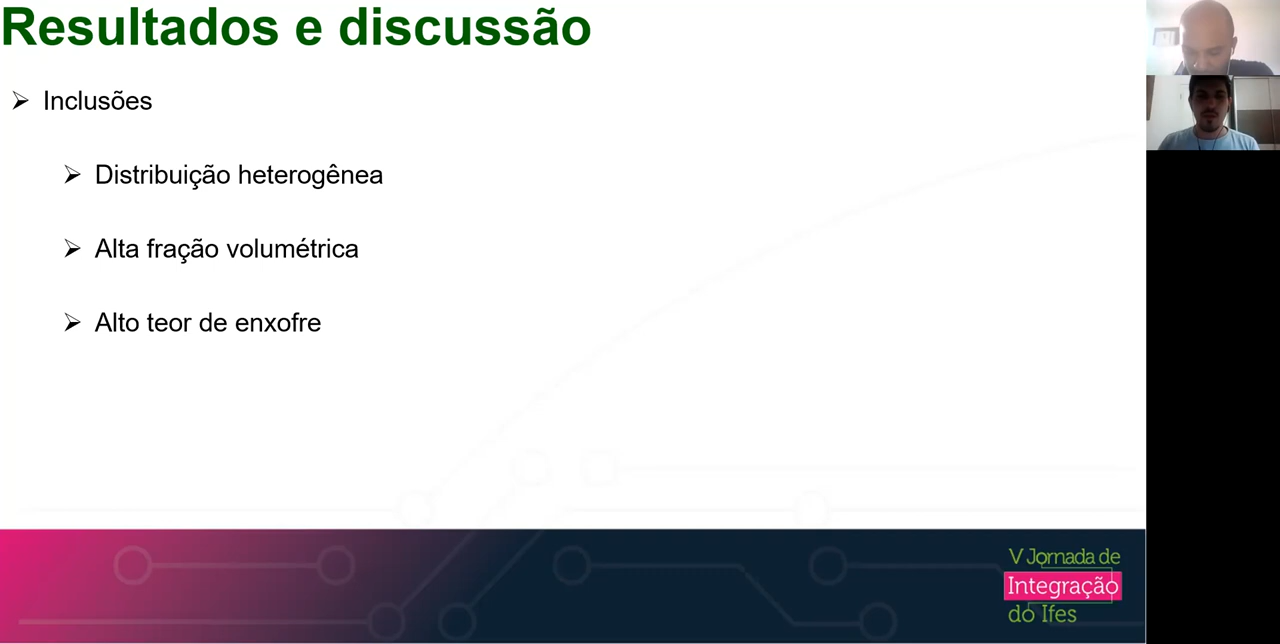 Resultados e discussão
Inclusões
Distribuição heterogênea
Alta fração volumétrica
Alto teor de enxofre
V Jornada de
Integração
do Ifes